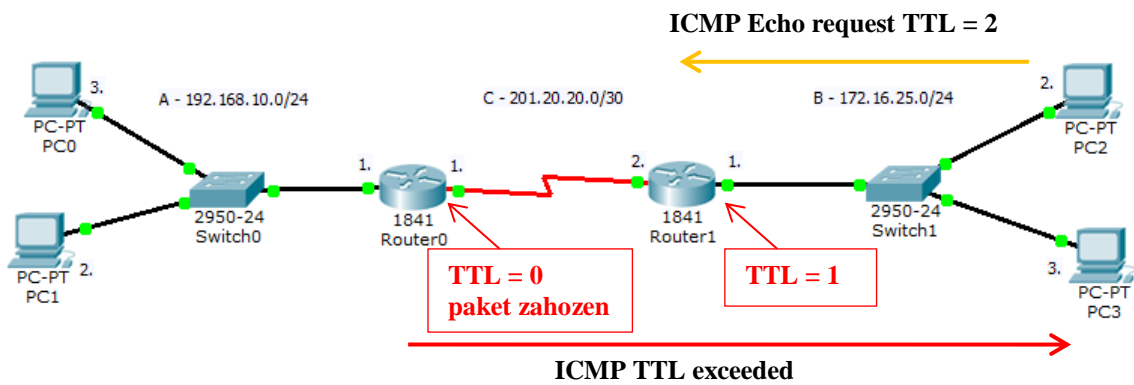 ICMP Echo request TTL = 2
A - 192.168.10.0/24
C - 201.20.20.0/30
B - 172.16.25.0/24
3.
PC-PT
PC0
2.
PC-PT
PC1
2950-24
Switch0
1.
1.
1841
Router0
2.
1.
1841
Router1
2950-24
Switch1
2.
PC-PT
PC2
3.
PC-PT
PC3
TTL = 0
paket zahozen
TTL = 1
ICMP TTL exceeded